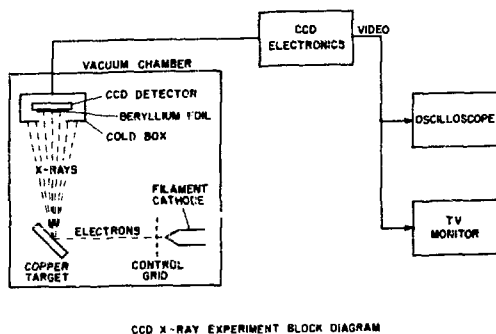 CCD
ELECTRONICS
VIDEO
VACUUM CHAMBER
CCD DETECTOR
BERYLLIUM FOIL
COLD BOX
OSCILLOSCOPE
X-RAYS
FILAMENT
CATHODE
ELECTRONS
TV
MONITOR
COPPER
TARGET
CONTROL
GRID
CCD X-RAY EXPERIMENT BLOCK DIAGRAM